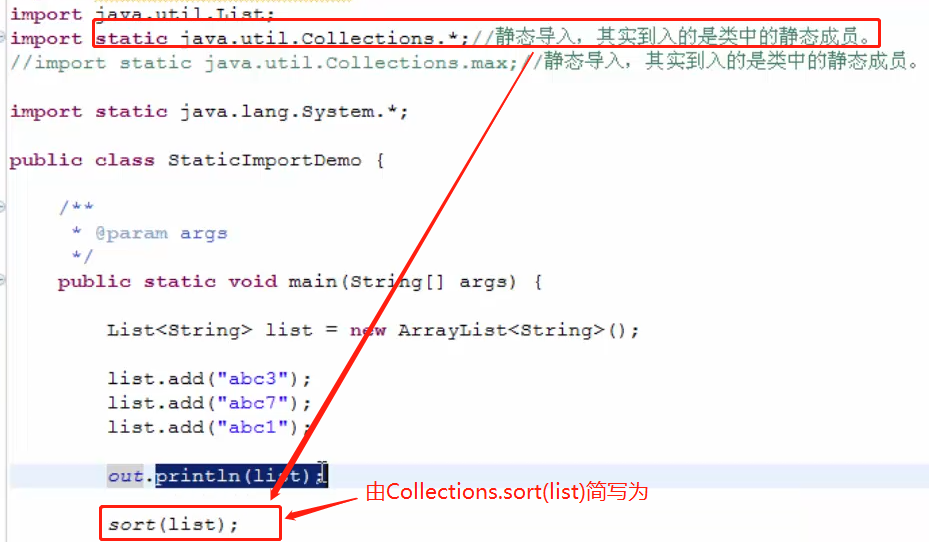 import java.util.List;
import static java.util.Collections.*;//静态导入，其实到入的是类中的静态成员。
//import static java.util.Collections.max;//静态导入，其实到入的是类中的静态成员。
import static java.lang.System.*;
public class StaticImportDemo {
/**
* @param args
*/
public static void main(String[] args) {
List<String> list = new ArrayList<String>();
list.add("abc3");
list.add("abc7");
list.add("abc1");
out.println(list);
由Collections.sort(list)简写为
sort(list);